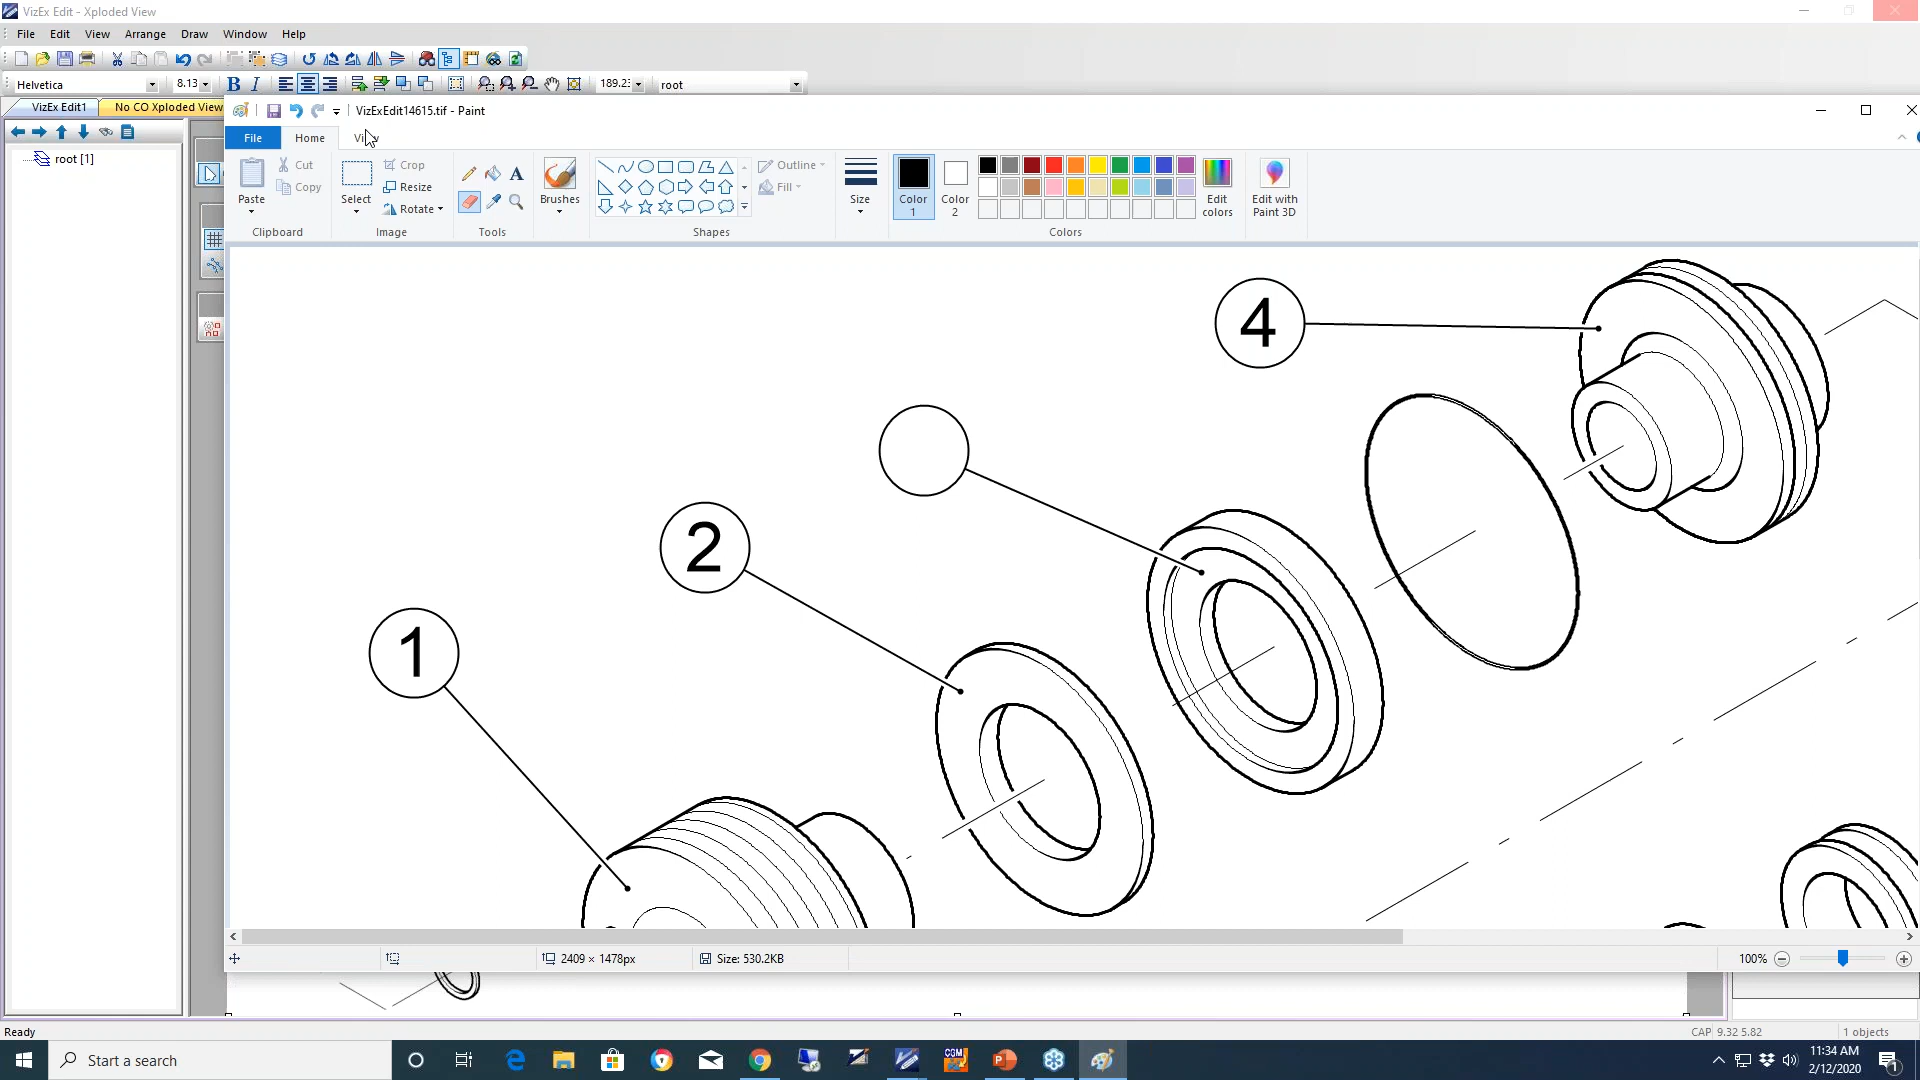 VizEx Edit - Xploded View
File Edit View Arrange Draw Window Help
Helvetica 8.13 B I 189.23 root
VizEx Edit1 No CO Xploded View
root [1]
VizExEdit14615.tif - Paint
File Home
Paste Cut Copy
Clipboard
Select Crop Resize Rotate
Image
A
Tools
Brushes
Outline Fill
Shapes
Size
Color 1
Color 2
Edit colors
Colors
Edit with Paint 3D
4
2
1
2409 × 1478px
Size: 530.2KB
100%
Ready
CAP 9.32 5.82
1 objects
Start a search
CGM
11:34 AM
2/12/2020
1